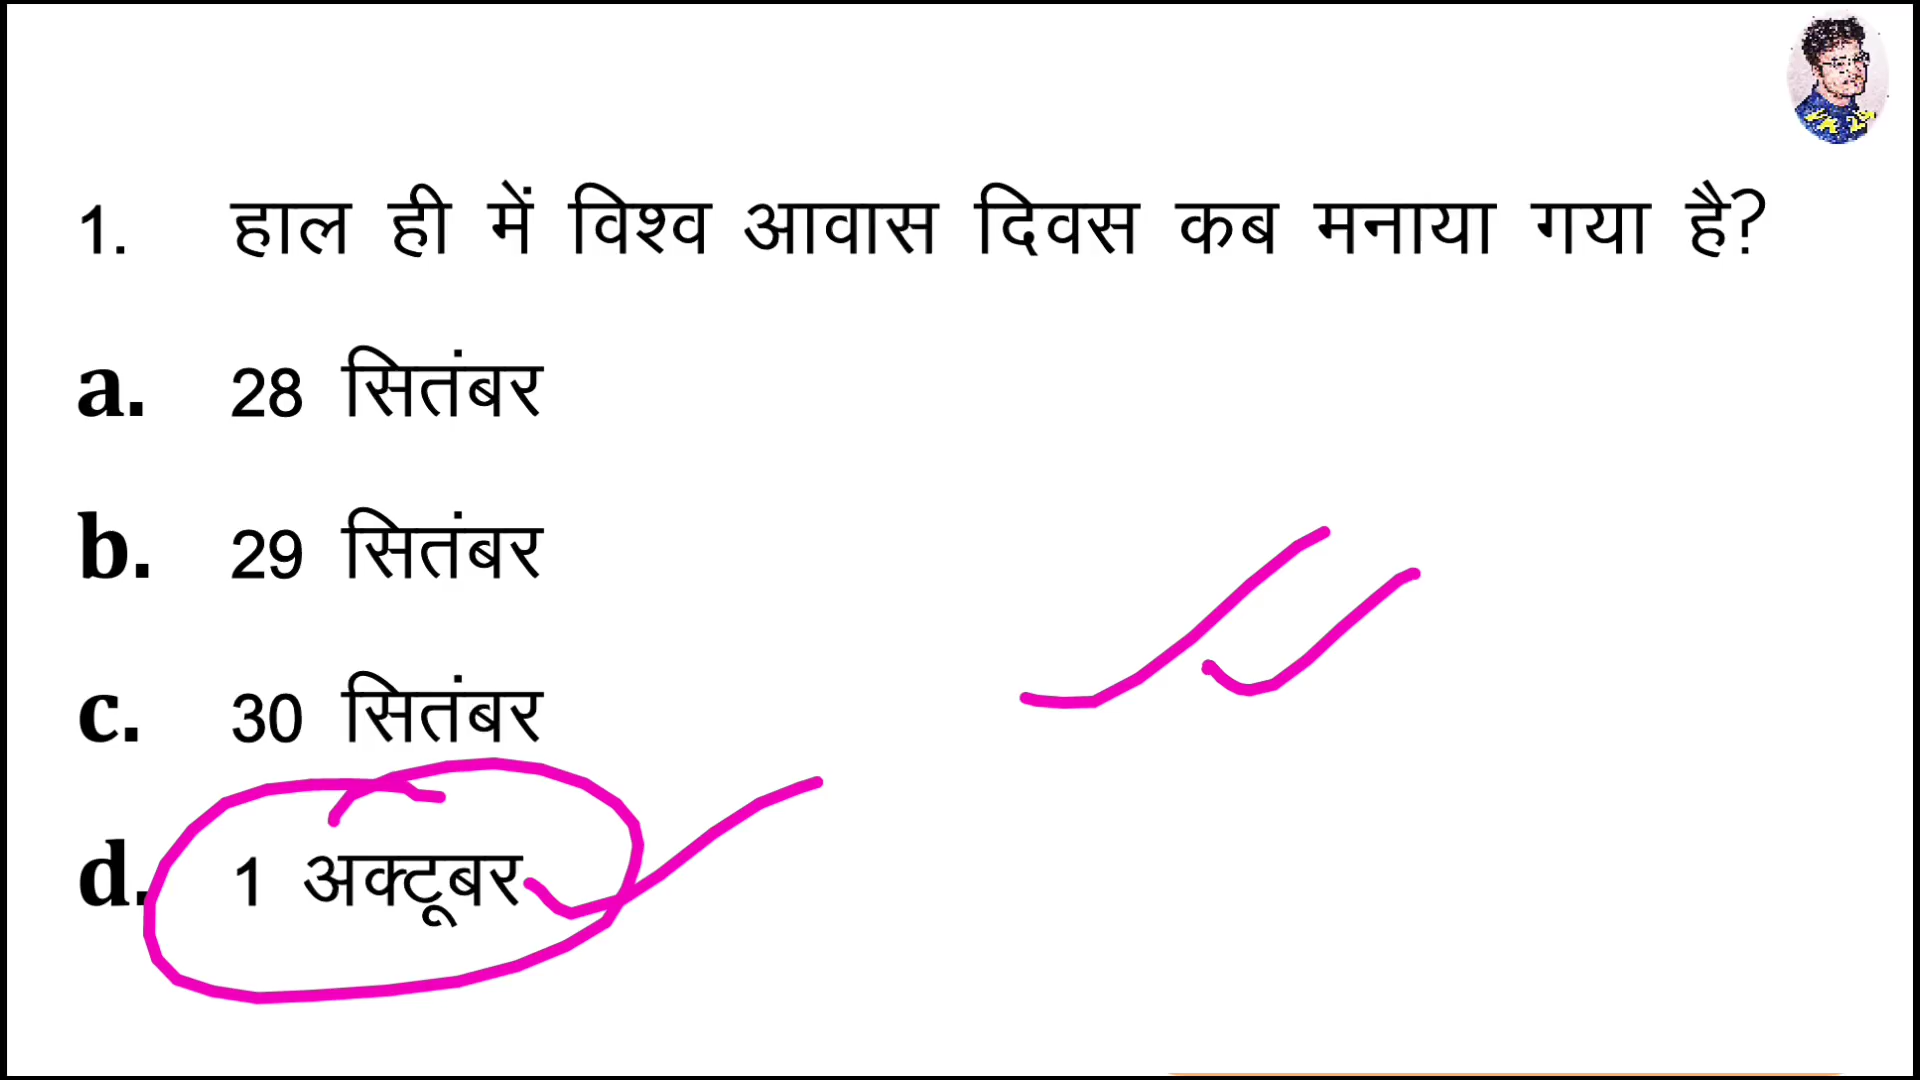 1. हाल ही में विश्व आवास दिवस कब मनाया गया है?
a. 28 सितंबर
b. 29 सितंबर
c. 30 सितंबर
d. 1 अक्टूबर